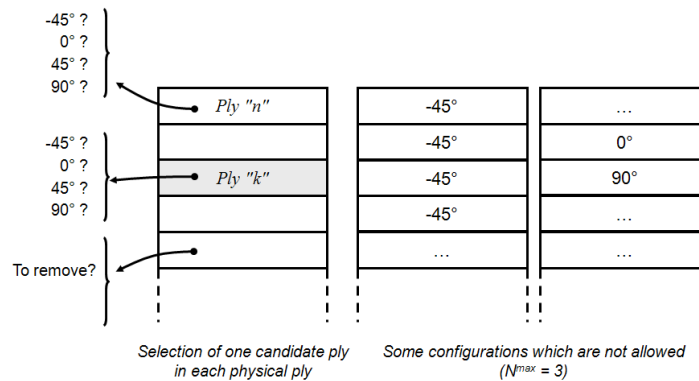 -45° ?
0° ?
45° ?
90° ?
Ply "n"
-45°
...
-45° ?
0° ?
45° ?
90° ?
-45°
0°
Ply "k"
-45°
90°
-45°
...
To remove?
...
...
Selection of one candidate ply
in each physical ply
Some configurations which are not allowed
(Nmax = 3)